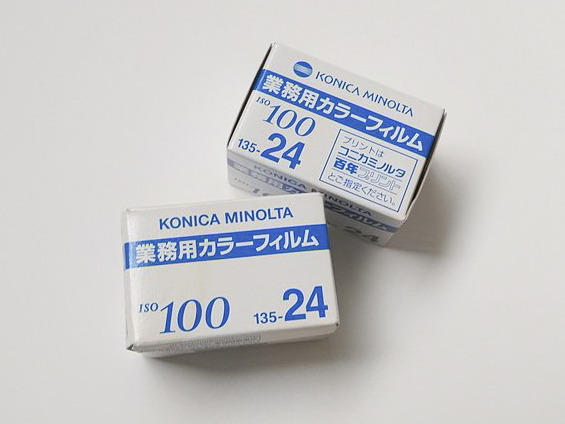 KONICA MINOLTA
業務用カラーフィルム
ISO 100
135-24
プリントは
コニカミノルタ
百年プリント
とご指定ください。
KONICA MINOLTA
業務用カラーフィルム
ISO 100
135-24